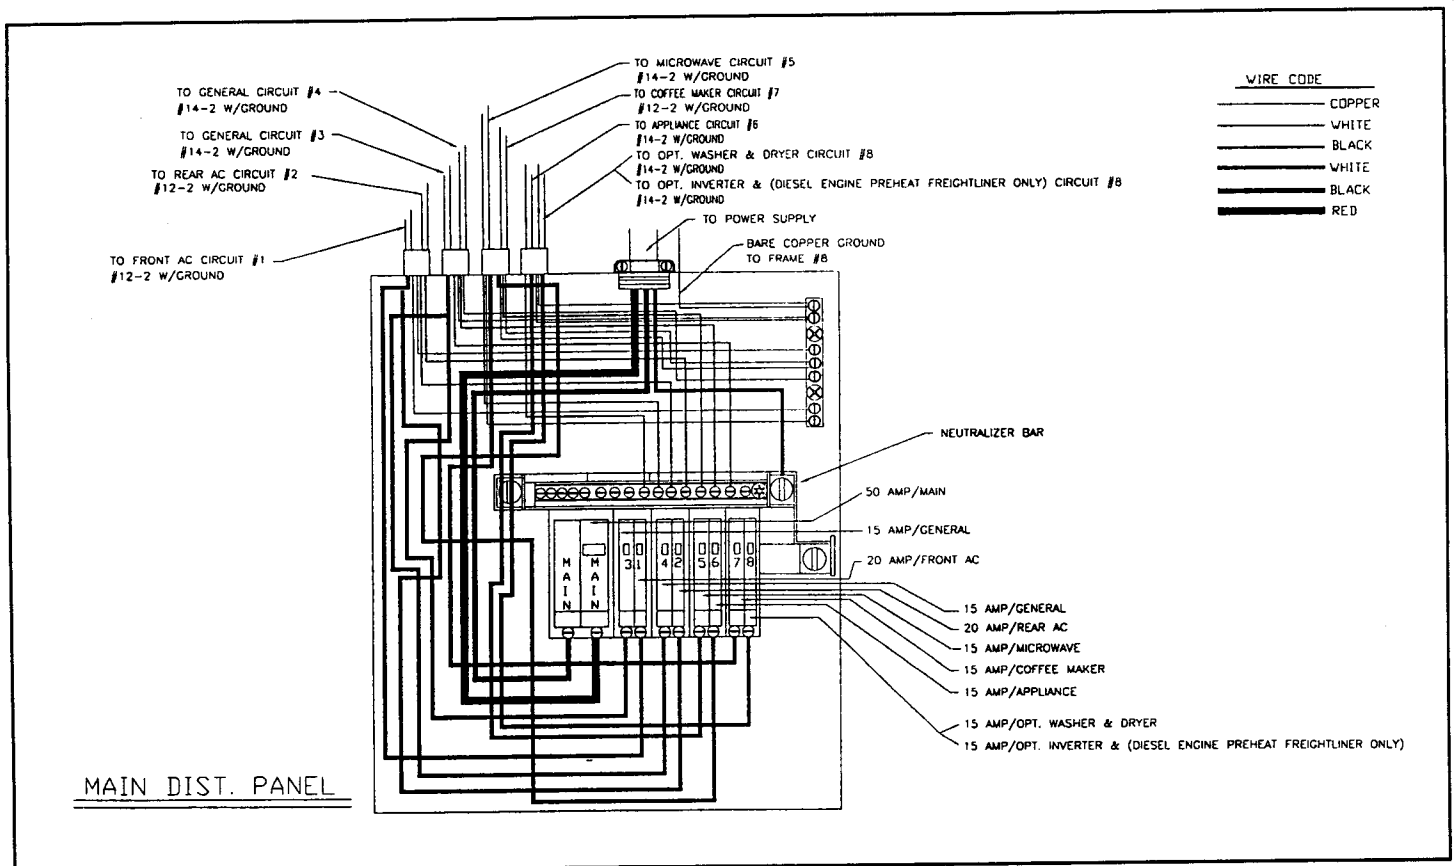 TO MICROWAVE CIRCUIT #5
#14-2 W/GROUND
TO COFFEE MAKER CIRCUIT #7
#12-2 W/GROUND
TO APPLIANCE CIRCUIT #6
#14-2 W/GROUND
TO OPT. WASHER & DRYER CIRCUIT #8
#14-2 W/GROUND
TO OPT. INVERTER & (DIESEL ENGINE PREHEAT FREIGHTLINER ONLY) CIRCUIT #8
#14-2 W/GROUND
TO GENERAL CIRCUIT #4
#14-2 W/GROUND
TO GENERAL CIRCUIT #3
#14-2 W/GROUND
TO REAR AC CIRCUIT #2
#12-2 W/GROUND
TO FRONT AC CIRCUIT #1
#12-2 W/GROUND
TO POWER SUPPLY
BARE COPPER GROUND
TO FRAME #8
WIRE CODE
COPPER
WHITE
BLACK
WHITE
BLACK
RED
NEUTRALIZER BAR
50 AMP/MAIN
15 AMP/GENERAL
20 AMP/FRONT AC
15 AMP/GENERAL
20 AMP/REAR AC
15 AMP/MICROWAVE
15 AMP/COFFEE MAKER
15 AMP/APPLIANCE
15 AMP/OPT. WASHER & DRYER
15 AMP/OPT. INVERTER & (DIESEL ENGINE PREHEAT FREIGHTLINER ONLY)
MAIN
MAIN
3 1 4 2 5 6 7 8
MAIN DIST. PANEL